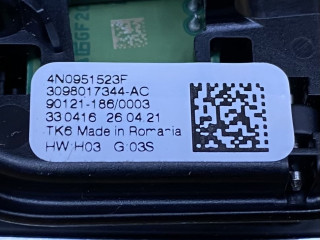 4N0951523F
3098017344-AC
90121-186/0003
330416 26.04.21
TK6 Made in Romania
HW:H03 G:03S